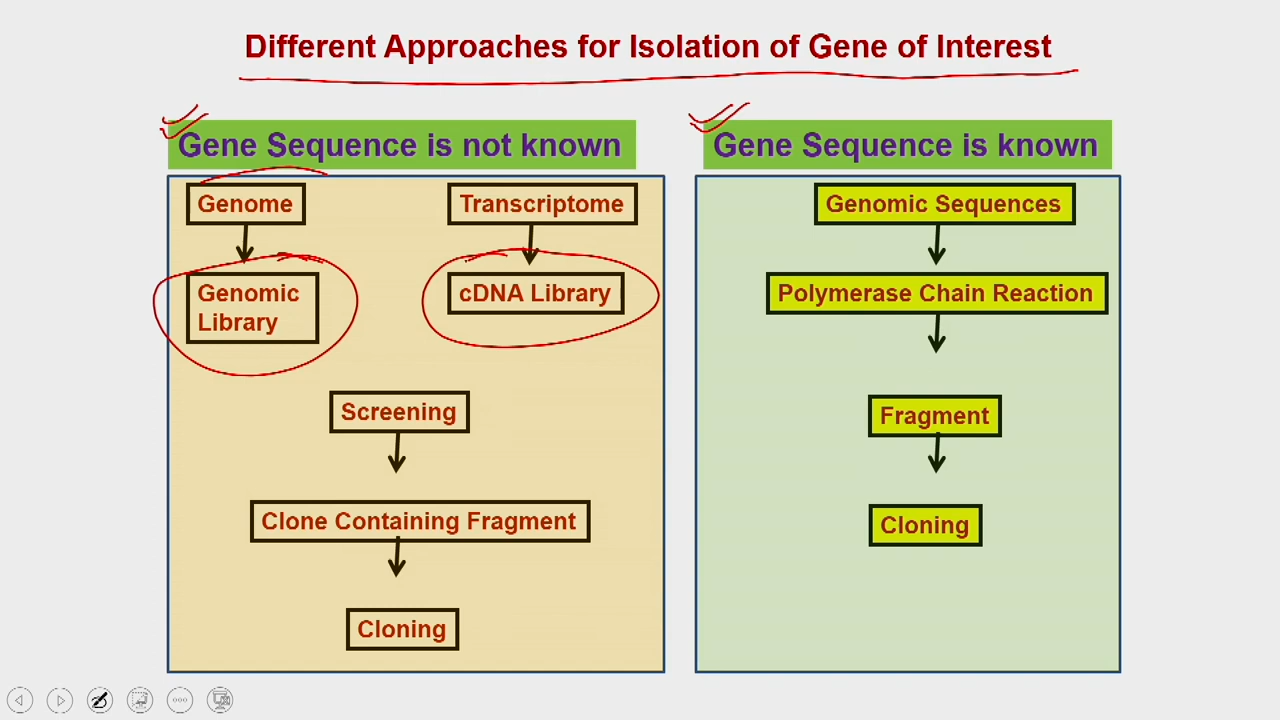 Different Approaches for Isolation of Gene of Interest
Gene Sequence is not known
Genome
Transcriptome
Genomic
Library
cDNA Library
Screening
Clone Containing Fragment
Cloning
Gene Sequence is known
Genomic Sequences
Polymerase Chain Reaction
Fragment
Cloning